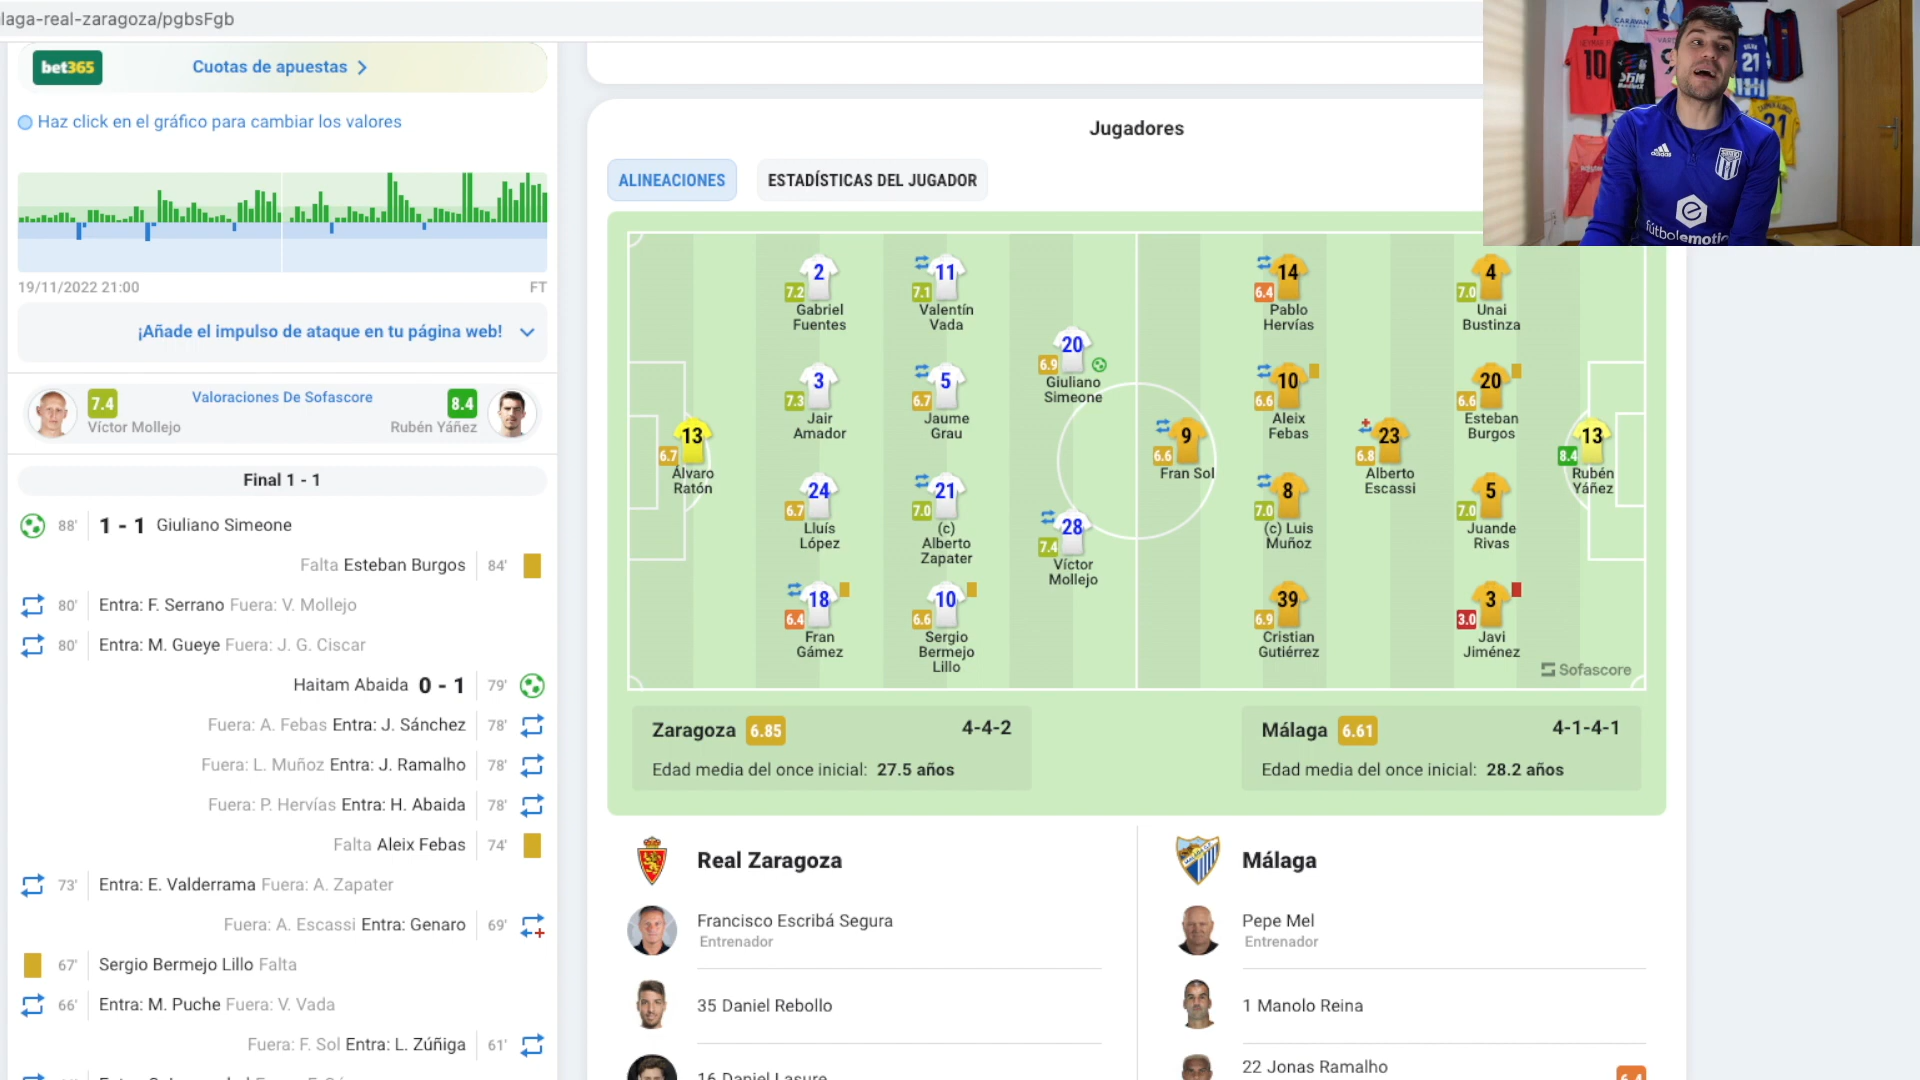 laga-real-zaragoza/pgbsFgb
bet365
Cuotas de apuestas
Haz click en el gráfico para cambiar los valores
19/11/2022 21:00
FT
¡Añade el impulso de ataque en tu página web!
7.4
Valoraciones De Sofascore
8.4
Víctor Mollejo
Rubén Yáñez
Final 1 - 1
88' 1 - 1 Giuliano Simeone
Falta Esteban Burgos 84'
80' Entra: F. Serrano Fuera: V. Mollejo
80' Entra: M. Gueye Fuera: J. G. Ciscar
Haitam Abaida 0 - 1 79'
Fuera: A. Febas Entra: J. Sánchez 78'
Fuera: L. Muñoz Entra: J. Ramalho 78'
Fuera: P. Hervías Entra: H. Abaida 78'
Falta Aleix Febas 74'
73' Entra: E. Valderrama Fuera: A. Zapater
Fuera: A. Escassi Entra: Genaro 69'
67' Sergio Bermejo Lillo Falta
66' Entra: M. Puche Fuera: V. Vada
Fuera: F. Sol Entra: L. Zúñiga 61'
Jugadores
ALINEACIONES
ESTADÍSTICAS DEL JUGADOR
13
6.7
Álvaro
Ratón
2
7.2
Gabriel
Fuentes
3
7.3
Jair
Amador
24
6.7
Lluís
López
18
6.4
Fran
Gámez
11
7.1
Valentín
Vada
5
6.7
Jaume
Grau
21
7.0
(c)
Alberto
Zapater
10
6.6
Sergio
Bermejo
Lillo
20
6.9
Giuliano
Simeone
28
7.4
Víctor
Mollejo
9
6.6
Fran Sol
14
6.4
Pablo
Hervías
10
6.6
Aleix
Febas
8
7.0
(c) Luis
Muñoz
39
6.9
Cristian
Gutiérrez
23
6.8
Alberto
Escassi
4
7.0
Unai
Bustinza
20
6.6
Esteban
Burgos
5
7.0
Juande
Rivas
3
3.0
Javi
Jiménez
13
8.4
Rubén
Yáñez
Sofascore
Zaragoza 6.85 4-4-2
Edad media del once inicial: 27.5 años
Málaga 6.61 4-1-4-1
Edad media del once inicial: 28.2 años
Real Zaragoza
Francisco Escribá Segura
Entrenador
35 Daniel Rebollo
16 Daniel Lasure
Málaga
Pepe Mel
Entrenador
1 Manolo Reina
22 Jonas Ramalho
6.4
CARAVAN
10
21
21
adidas
fútbolemotion